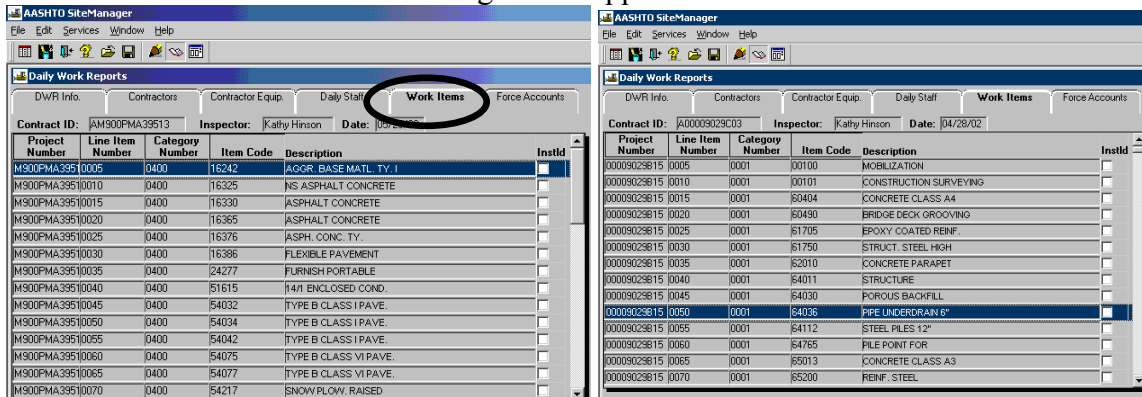 AASHTO SiteManager
File Edit Services Window Help
Daily Work Reports
DWR Info. Contractors Contractor Equip. Daily Staff Work Items Force Accounts
Contract ID: AM900PMA39513 Inspector: Kathy Hinson Date:
Project Number Line Item Number Category Number Item Code Description InstId
M900PMA3951 0005 0400 16242 AGGR. BASE MATL. TY. I
M900PMA3951 0010 0400 16325 NS ASPHALT CONCRETE
M900PMA3951 0015 0400 16330 ASPHALT CONCRETE
M900PMA3951 0020 0400 16365 ASPHALT CONCRETE
M900PMA3951 0025 0400 16376 ASPH. CONC. TY.
M900PMA3951 0030 0400 16386 FLEXIBLE PAVEMENT
M900PMA3951 0035 0400 24277 FURNISH PORTABLE
M900PMA3951 0040 0400 51615 14/1 ENCLOSED COND.
M900PMA3951 0045 0400 54032 TYPE B CLASS I PAVE.
M900PMA3951 0050 0400 54034 TYPE B CLASS I PAVE.
M900PMA3951 0055 0400 54042 TYPE B CLASS I PAVE.
M900PMA3951 0060 0400 54075 TYPE B CLASS VI PAVE.
M900PMA3951 0065 0400 54077 TYPE B CLASS VI PAVE.
M900PMA3951 0070 0400 54217 SNOW PLOW. RAISED
AASHTO SiteManager
File Edit Services Window Help
Daily Work Reports
DWR Info. Contractors Contractor Equip. Daily Staff Work Items Force Accounts
Contract ID: A00009029C03 Inspector: Kathy Hinson Date: 04/28/02
Project Number Line Item Number Category Number Item Code Description InstId
00009029B15 0005 0001 00100 MOBILIZATION
00009029B15 0010 0001 00101 CONSTRUCTION SURVEYING
00009029B15 0015 0001 60404 CONCRETE CLASS A4
00009029B15 0020 0001 60490 BRIDGE DECK GROOVING
00009029B15 0025 0001 61705 EPOXY COATED REINF.
00009029B15 0030 0001 61750 STRUCT. STEEL HIGH
00009029B15 0035 0001 62010 CONCRETE PARAPET
00009029B15 0040 0001 64011 STRUCTURE
00009029B15 0045 0001 64030 POROUS BACKFILL
00009029B15 0050 0001 64036 PIPE UNDERDRAIN 6"
00009029B15 0055 0001 64112 STEEL PILES 12"
00009029B15 0060 0001 64765 PILE POINT FOR
00009029B15 0065 0001 65013 CONCRETE CLASS A3
00009029B15 0070 0001 65200 REINF. STEEL